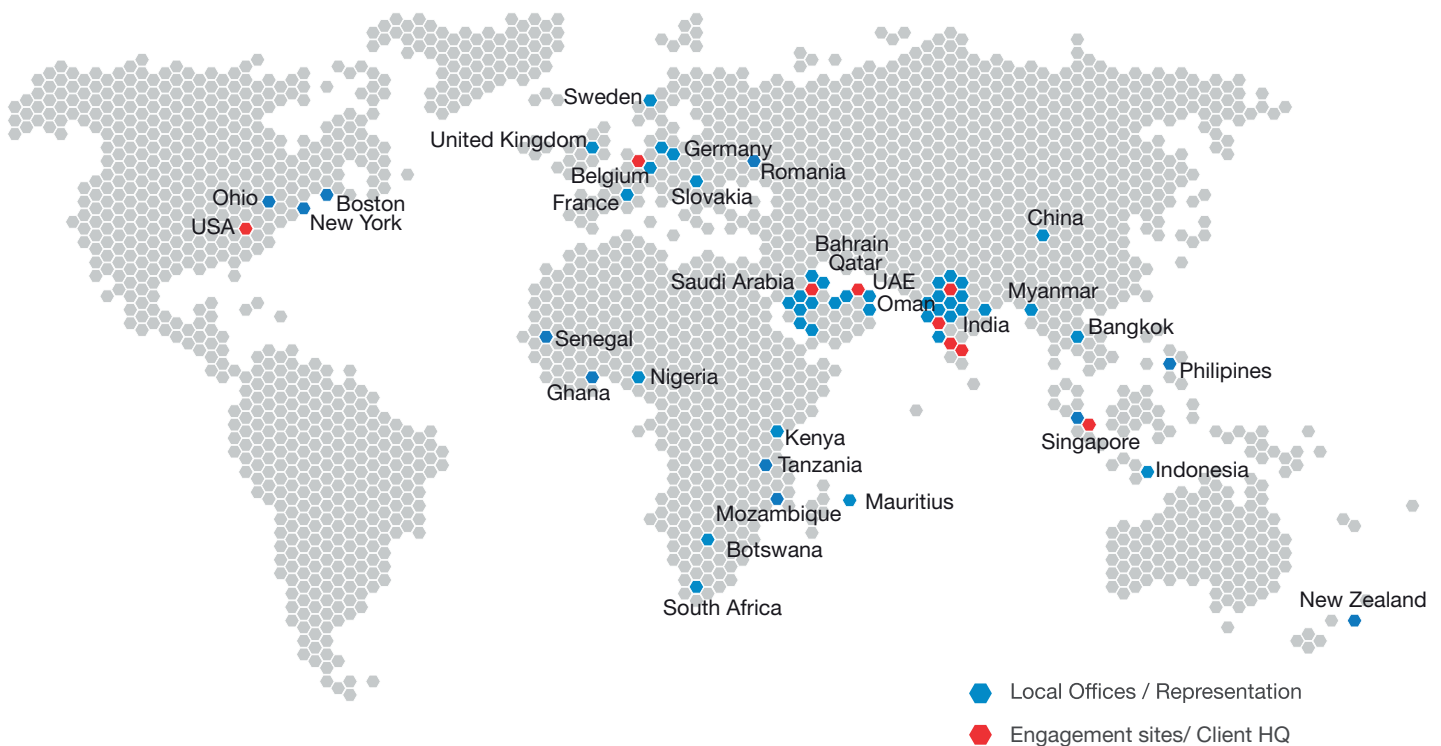 Sweden
United Kingdom
Germany
Belgium
Romania
France
Slovakia
Ohio
Boston
New York
USA
China
Bahrain
Qatar
Saudi Arabia
UAE
Oman
Myanmar
India
Bangkok
Senegal
Philipines
Nigeria
Ghana
Kenya
Singapore
Tanzania
Indonesia
Mauritius
Mozambique
Botswana
South Africa
New Zealand
Local Offices / Representation
Engagement sites/ Client HQ